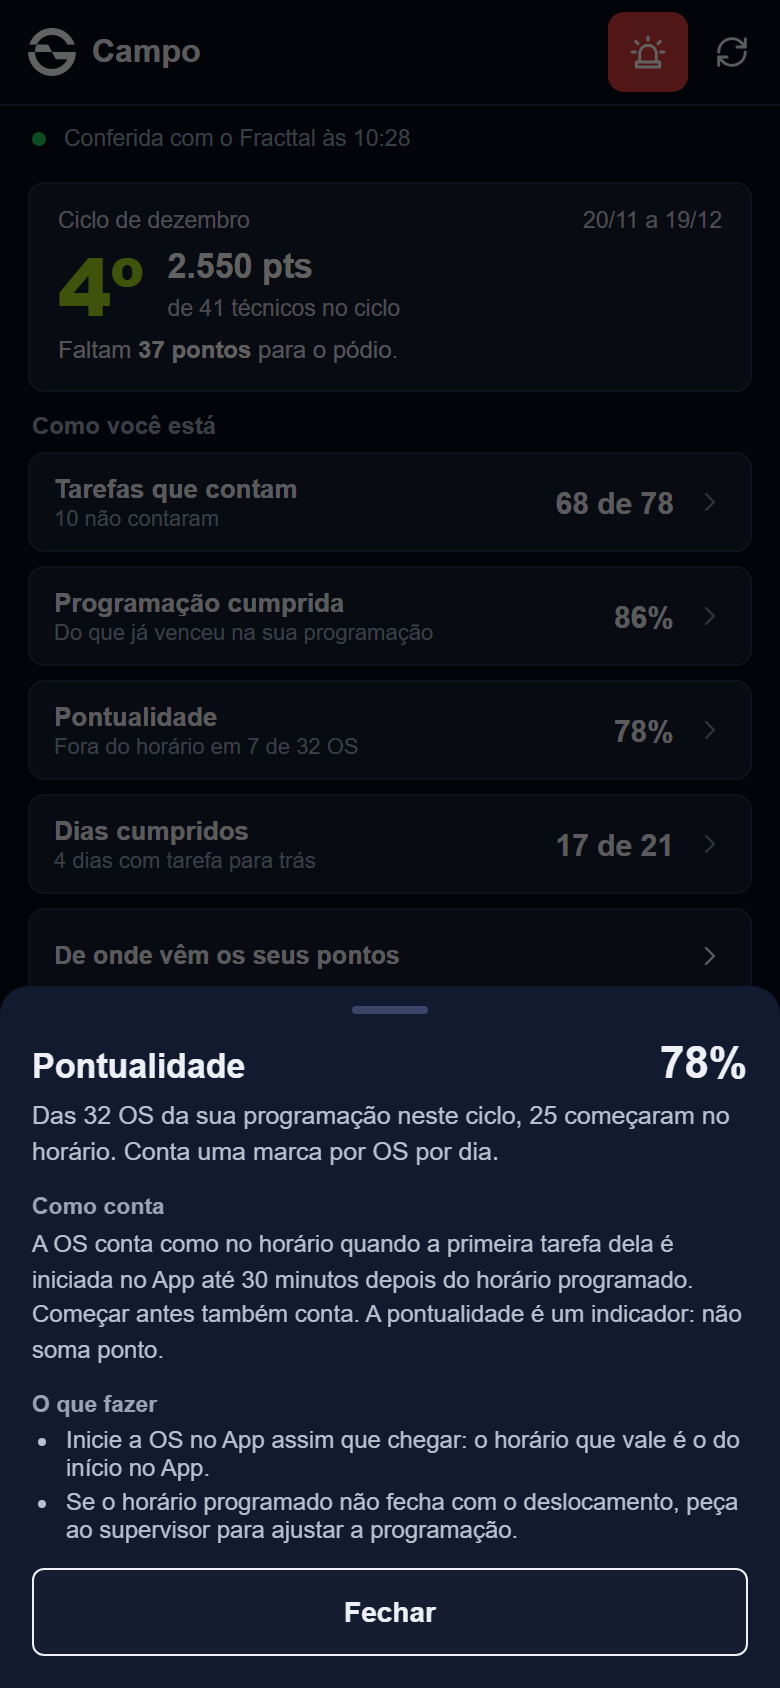 Campo
Conferida com o Fracttal às 10:28
Ciclo de dezembro 20/11 a 19/12
4º 2.550 pts
de 41 técnicos no ciclo
Faltam 37 pontos para o pódio.
Como você está
Tarefas que contam
10 não contaram
68 de 78
Programação cumprida
Do que já venceu na sua programação
86%
Pontualidade
Fora do horário em 7 de 32 OS
78%
Dias cumpridos
4 dias com tarefa para trás
17 de 21
De onde vêm os seus pontos
Pontualidade 78%
Das 32 OS da sua programação neste ciclo, 25 começaram no
horário. Conta uma marca por OS por dia.
Como conta
A OS conta como no horário quando a primeira tarefa dela é
iniciada no App até 30 minutos depois do horário programado.
Começar antes também conta. A pontualidade é um indicador: não
soma ponto.
O que fazer
• Inicie a OS no App assim que chegar: o horário que vale é o do
início no App.
• Se o horário programado não fecha com o deslocamento, peça
ao supervisor para ajustar a programação.
Fechar